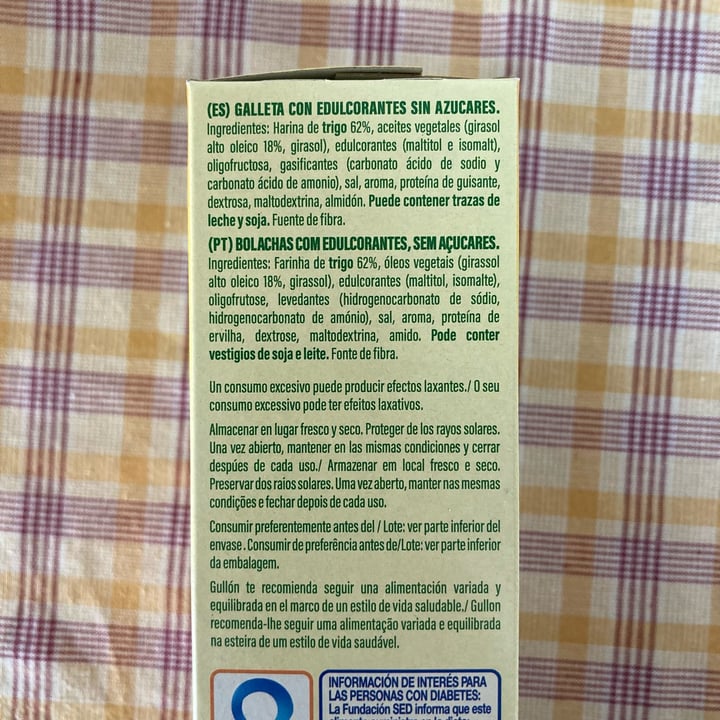 (ES) GALLETA CON EDULCORANTES SIN AZUCARES.
Ingredientes: Harina de trigo 62%, aceites vegetales (girasol
alto oleico 18%, girasol), edulcorantes (maltitol e isomalt),
oligofructosa, gasificantes (carbonato ácido de sodio y
carbonato ácido de amonio), sal, aroma, proteína de guisante,
dextrosa, maltodextrina, almidón. Puede contener trazas de
leche y soja. Fuente de fibra.
(PT) BOLACHAS COM EDULCORANTES, SEM AÇUCARES.
Ingredientes: Farinha de trigo 62%, óleos vegetais (girassol
alto oleico 18%, girassol), edulcorantes (maltitol, isomalte),
oligofrutose, levedantes (hidrogenocarbonato de sódio,
hidrogenocarbonato de amónio), sal, aroma, proteína de
ervilha, dextrose, maltodextrina, amido. Pode conter
vestigios de soja e leite. Fonte de fibra.
Un consumo excesivo puede producir efectos laxantes./ O seu
consumo excessivo pode ter efeitos laxativos.
Almacenar en lugar fresco y seco. Proteger de los rayos solares.
Una vez abierto, mantener en las mismas condiciones y cerrar
despúes de cada uso./ Armazenar em local fresco e seco.
Preservar dos raios solares. Uma vez aberto, manter nas mesmas
condições e fechar depois de cada uso.
Consumir preferentemente antes del / Lote: ver parte inferior del
envase. Consumir de preferência antes de/Lote: ver parte inferior
da embalagem.
Gullón te recomienda seguir una alimentación variada y
equilibrada en el marco de un estilo de vida saludable./ Gullon
recomenda-lhe seguir uma alimentação variada e equilibrada
na esteira de um estilo de vida saudável.
INFORMACIÓN DE INTERÉS PARA
LAS PERSONAS CON DIABETES:
La Fundación SED informa que este